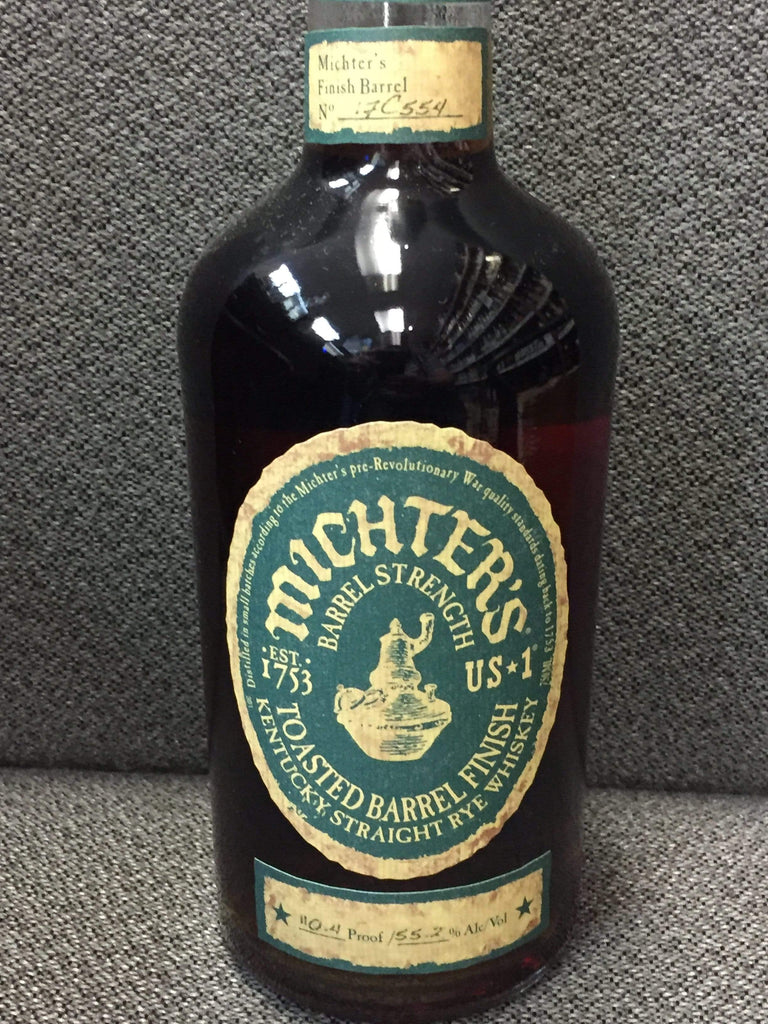 Michter's
Finish Barrel
No 17C554
Distilled in small batches according to the Michter's pre-Revolutionary War quality standards dating back to 1753
MICHTER'S
BARREL STRENGTH
·EST.·
1753
US★1
TOASTED BARREL FINISH
KENTUCKY STRAIGHT RYE WHISKEY
★ 110.4 Proof / 55.2 % Alc/Vol ★